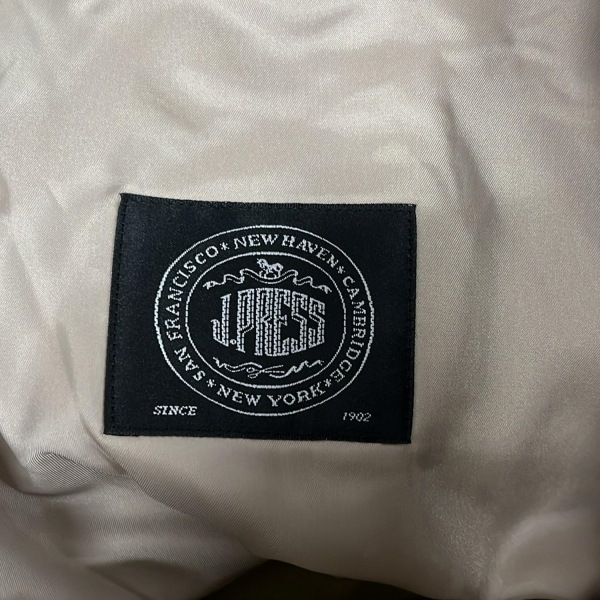 SAN FRANCISCO * NEW HAVEN * CAMBRIDGE * NEW YORK *
J.PRESS
SINCE 1902